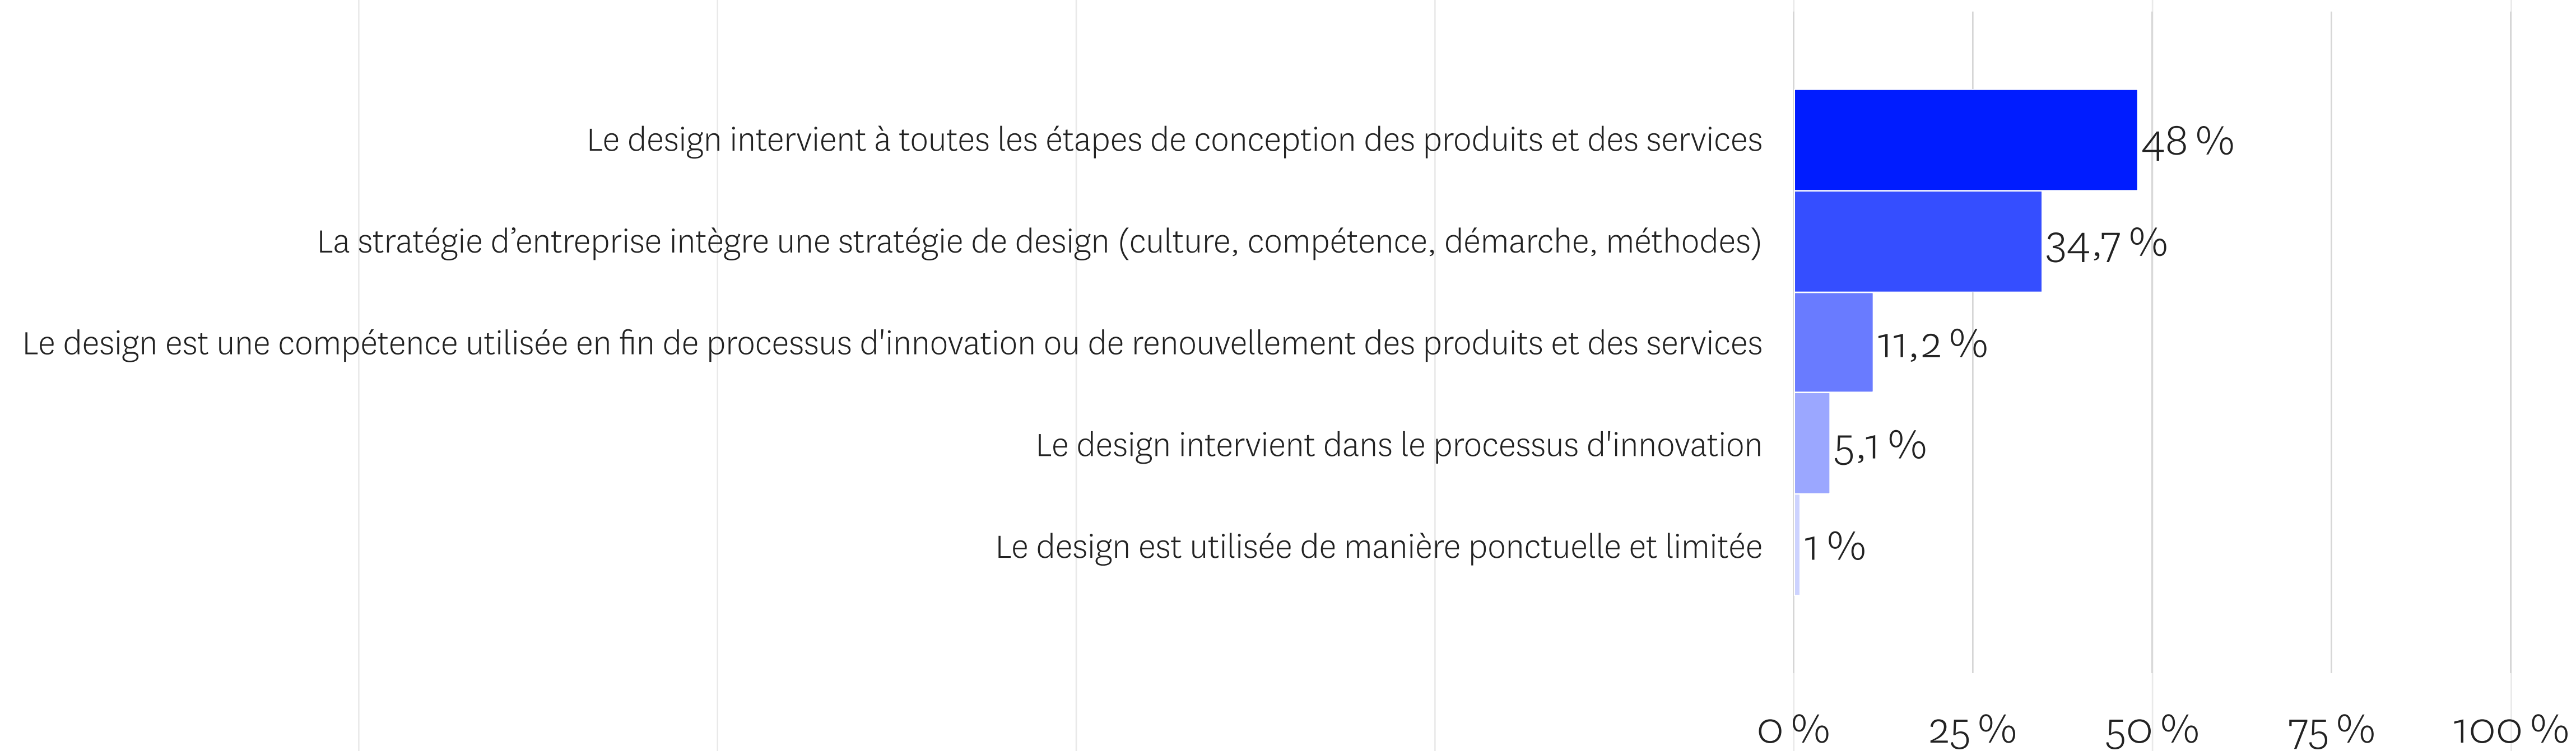 Le design intervient à toutes les étapes de conception des produits et des services
48 %
La stratégie d’entreprise intègre une stratégie de design (culture, compétence, démarche, méthodes)
34,7 %
Le design est une compétence utilisée en fin de processus d'innovation ou de renouvellement des produits et des services
11,2 %
Le design intervient dans le processus d'innovation
5,1 %
Le design est utilisée de manière ponctuelle et limitée
1 %
0 % 25 % 50 % 75 % 100 %